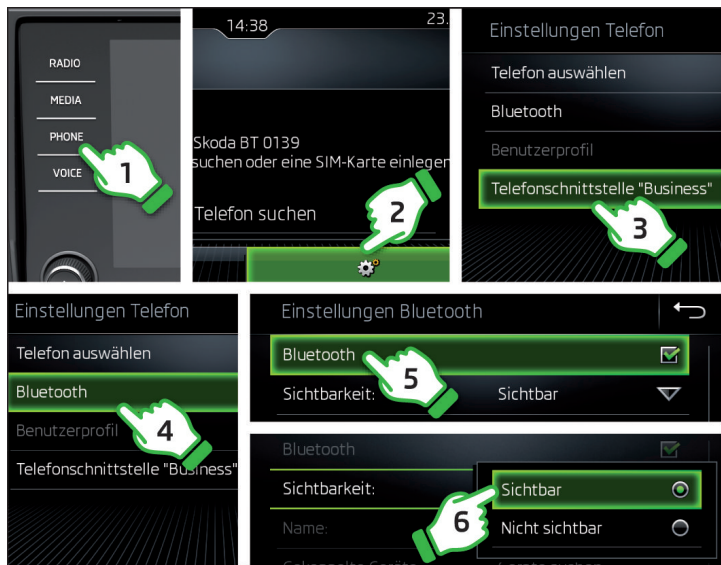 RADIO
MEDIA
PHONE
VOICE
1
14:38
23.
Skoda BT 0139
suchen oder eine SIM-Karte einlegen
Telefon suchen
2
Einstellungen Telefon
Telefon auswählen
Bluetooth
Benutzerprofil
Telefonschnittstelle "Business"
3
Einstellungen Telefon
Telefon auswählen
Bluetooth
Benutzerprofil
4
Telefonschnittstelle "Business"
Einstellungen Bluetooth
Bluetooth
5
Sichtbarkeit: Sichtbar
Bluetooth
Sichtbarkeit: Sichtbar
6
Name: Nicht sichtbar